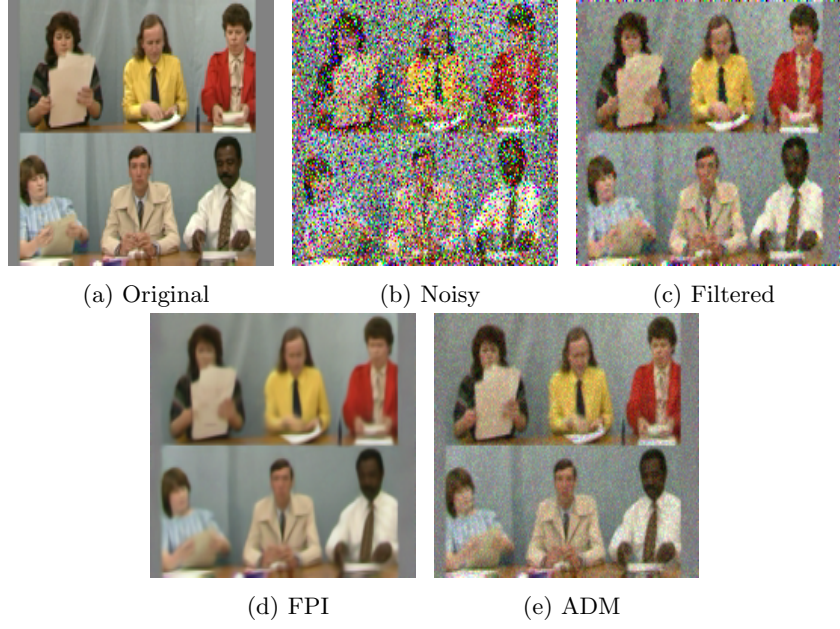 (a) Original
(b) Noisy
(c) Filtered
(d) FPI
(e) ADM